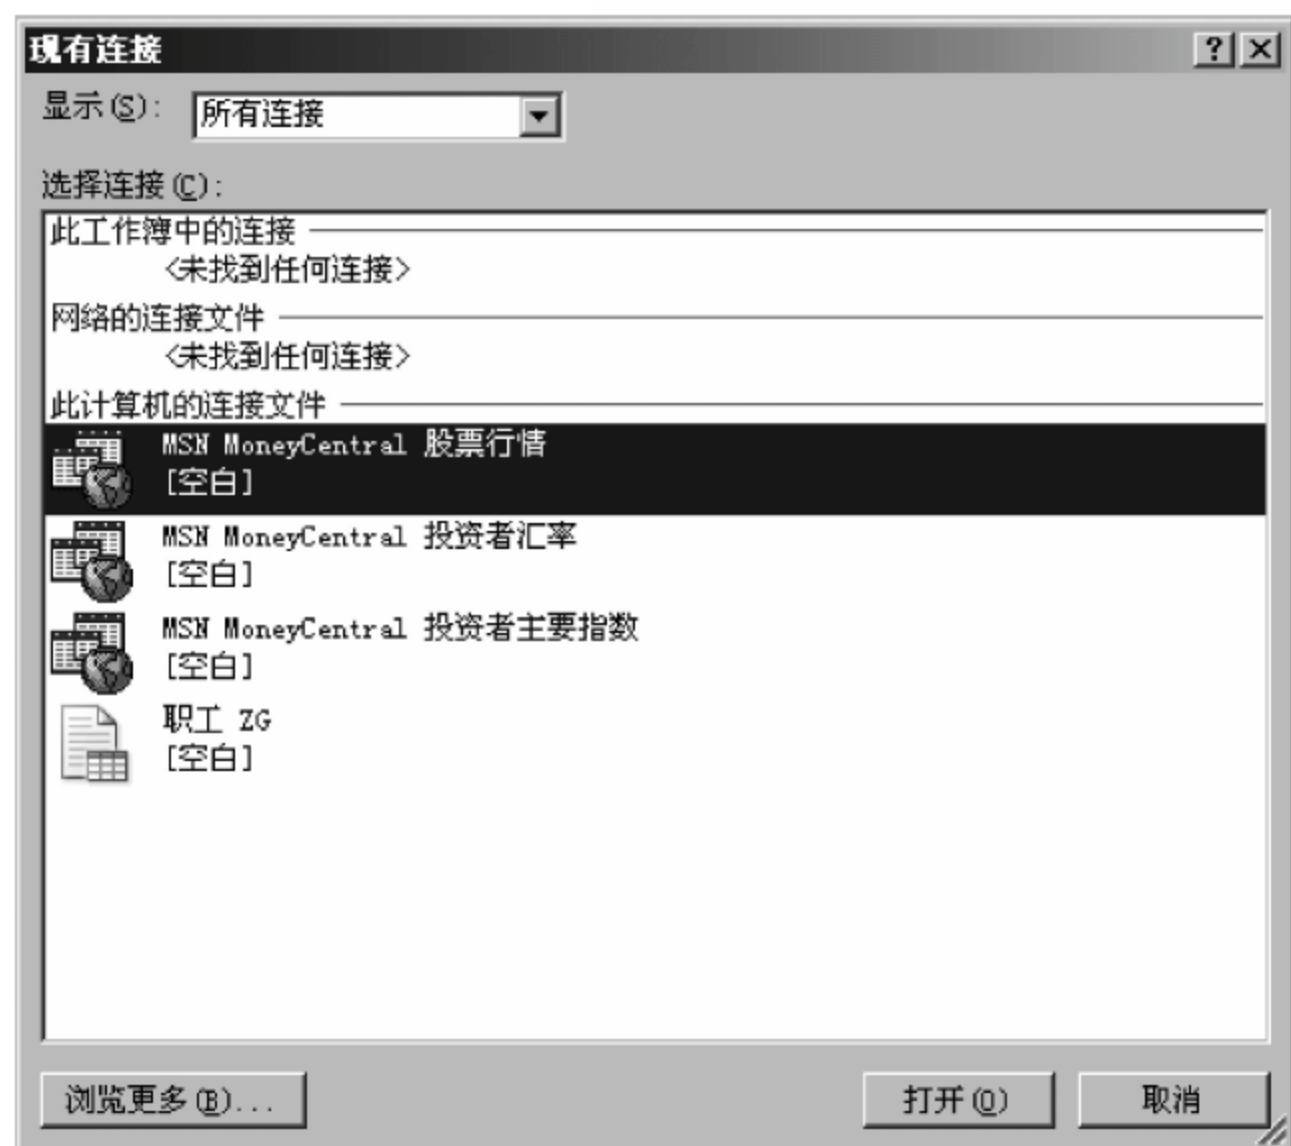 现有连接
显示(S): 所有连接
选择连接(C):
此工作簿中的连接
<未找到任何连接>
网络的连接文件
<未找到任何连接>
此计算机的连接文件
MSN MoneyCentral 股票行情
[空白]
MSN MoneyCentral 投资者汇率
[空白]
MSN MoneyCentral 投资者主要指数
[空白]
职工 ZG
[空白]
浏览更多(B)... 打开(O) 取消